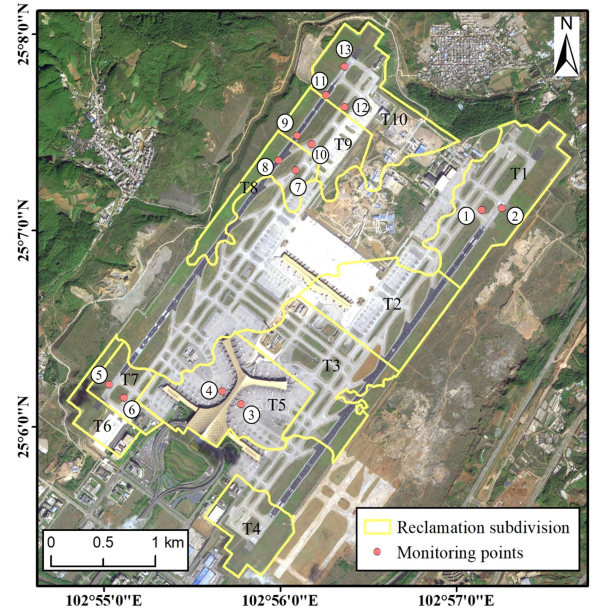 25°8'0"N
N
13
11
12
T10
9
T9
10
8
T8
7
T1
1
2
25°7'0"N
T2
T3
5
T7
4
T5
6
3
T6
25°6'0"N
T4
0 0.5 1 km
Reclamation subdivision
Monitoring points
102°55'0"E 102°56'0"E 102°57'0"E